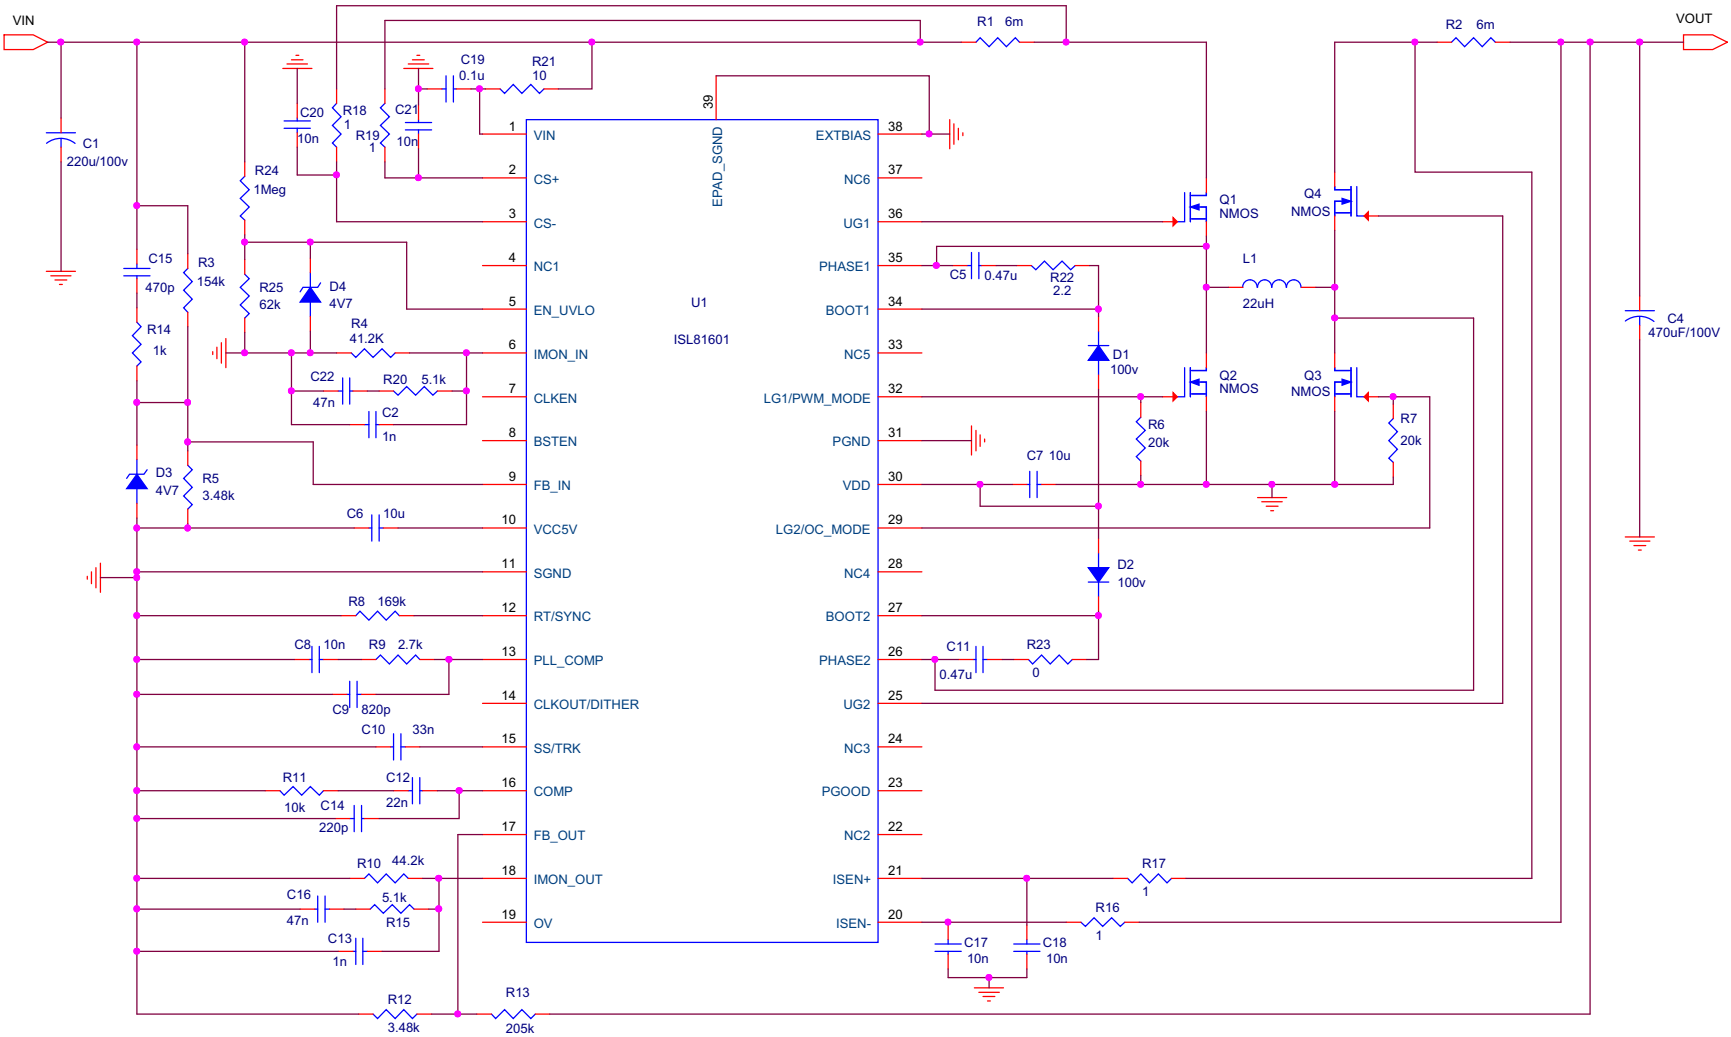 VIN
VOUT
R1 6m
R2 6m
C19
0.1u
R21
10
C20
10n
R18
1
R19
1
C21
10n
C1
220u/100v
R24
1Meg
C15
470p
R3
154k
R25
62k
D4
4V7
R14
1k
R4
41.2K
C22
47n
R20 5.1k
C2
1n
D3
4V7
R5
3.48k
C6 10u
R8 169k
C8 10n
R9 2.7k
C9 820p
C10 33n
R11
10k
C12
22n
C14
220p
R10 44.2k
C16
47n
5.1k
R15
C13
1n
R12
3.48k
R13
205k
U1
ISL81601
39
EPAD_SGND
1 VIN
2 CS+
3 CS-
4 NC1
5 EN_UVLO
6 IMON_IN
7 CLKEN
8 BSTEN
9 FB_IN
10 VCC5V
11 SGND
12 RT/SYNC
13 PLL_COMP
14 CLKOUT/DITHER
15 SS/TRK
16 COMP
17 FB_OUT
18 IMON_OUT
19 OV
EXTBIAS 38
NC6 37
UG1 36
PHASE1 35
BOOT1 34
NC5 33
LG1/PWM_MODE 32
PGND 31
VDD 30
LG2/OC_MODE 29
NC4 28
BOOT2 27
PHASE2 26
UG2 25
NC3 24
PGOOD 23
NC2 22
ISEN+ 21
ISEN- 20
C5 0.47u
R22
2.2
D1
100v
Q1
NMOS
Q4
NMOS
L1
22uH
Q2
NMOS
Q3
NMOS
R6
20k
R7
20k
C7 10u
D2
100v
C11
0.47u
R23
0
C4
470uF/100V
R17
1
R16
1
C17
10n
C18
10n